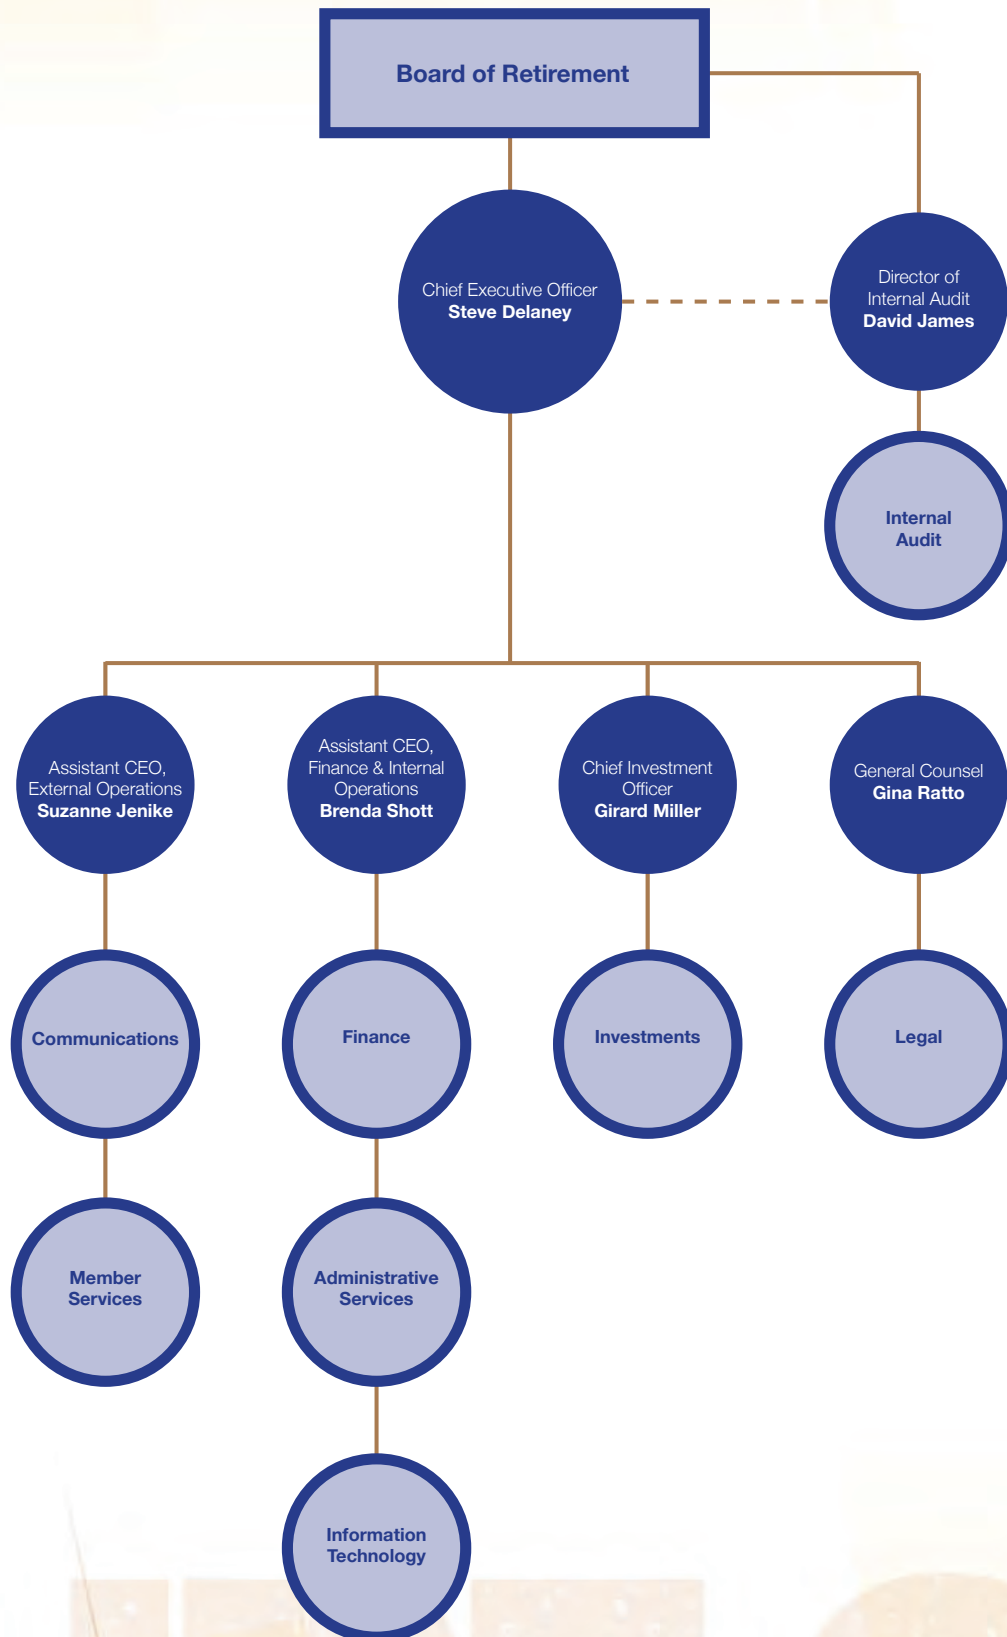 Board of Retirement
Chief Executive Officer
Steve Delaney
Director of
Internal Audit
David James
Internal
Audit
Assistant CEO,
External Operations
Suzanne Jenike
Assistant CEO,
Finance & Internal
Operations
Brenda Shott
Chief Investment
Officer
Girard Miller
General Counsel
Gina Ratto
Communications
Finance
Investments
Legal
Member
Services
Administrative
Services
Information
Technology